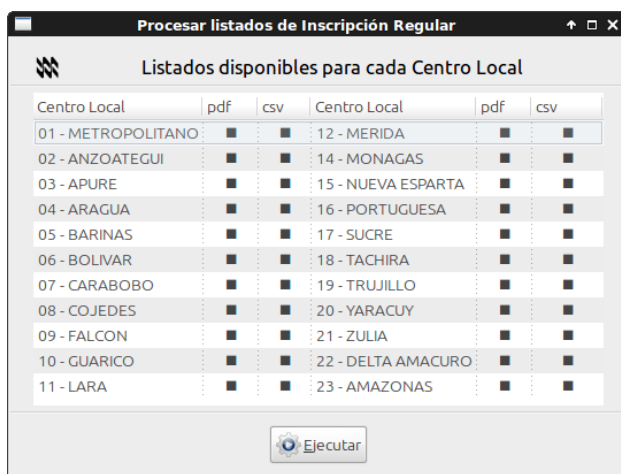 Procesar listados de Inscripción Regular
Listados disponibles para cada Centro Local
Centro Local pdf csv Centro Local pdf csv
01 - METROPOLITANO 12 - MERIDA
02 - ANZOATEGUI 14 - MONAGAS
03 - APURE 15 - NUEVA ESPARTA
04 - ARAGUA 16 - PORTUGUESA
05 - BARINAS 17 - SUCRE
06 - BOLIVAR 18 - TACHIRA
07 - CARABOBO 19 - TRUJILLO
08 - COJEDES 20 - YARACUY
09 - FALCON 21 - ZULIA
10 - GUARICO 22 - DELTA AMACURO
11 - LARA 23 - AMAZONAS
Ejecutar